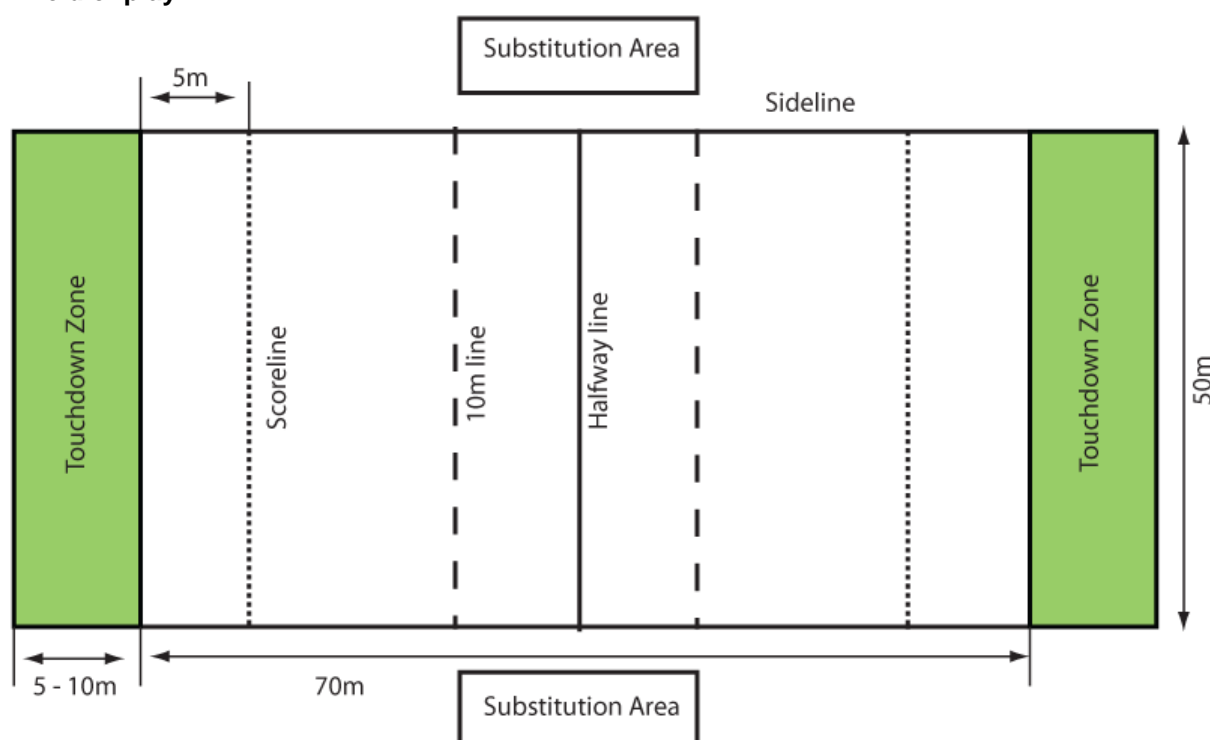 Substitution Area
5m
Sideline
Touchdown Zone
Scoreline
10m line
Halfway line
Touchdown Zone
50m
5 - 10m
70m
Substitution Area